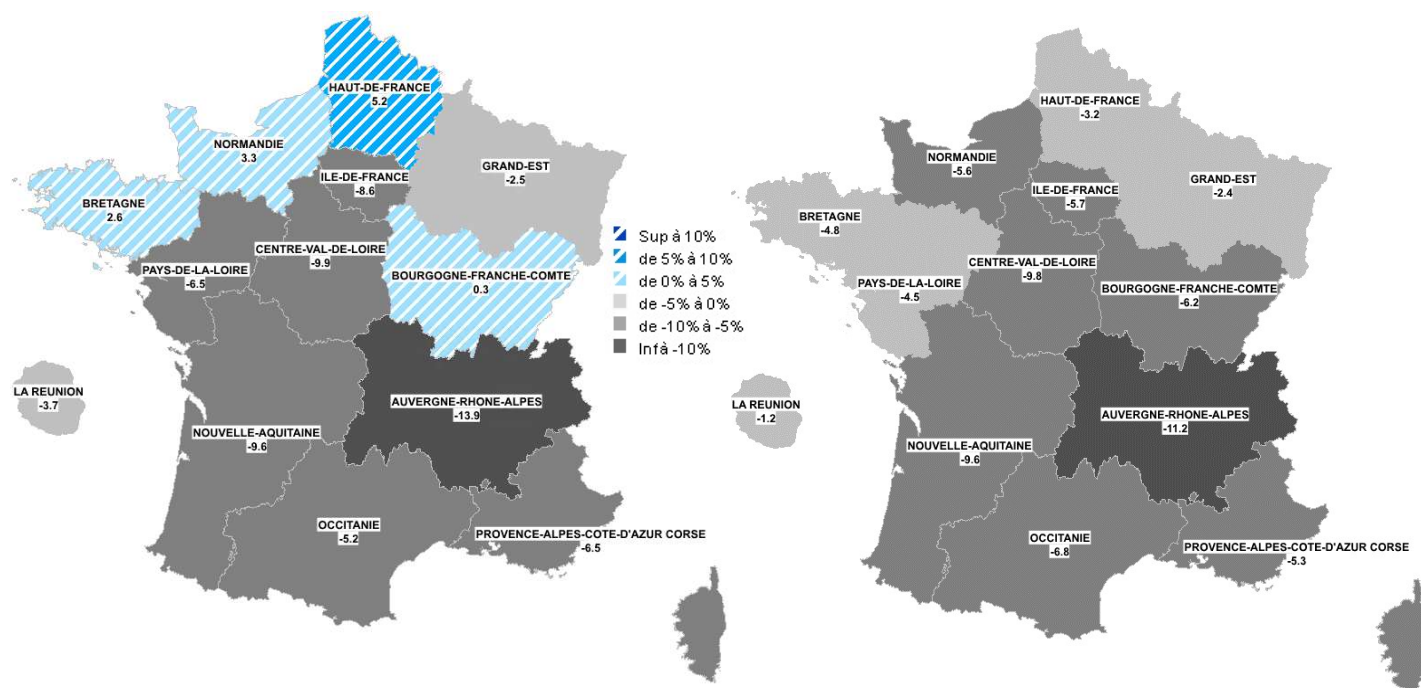 HAUT-DE-FRANCE
5.2
NORMANDIE
3.3
GRAND-EST
-2.5
ILE-DE-FRANCE
-8.6
BRETAGNE
2.6
CENTRE-VAL-DE-LOIRE
-9.9
PAYS-DE-LA-LOIRE
-6.5
BOURGOGNE-FRANCHE-COMTE
0.3
LA REUNION
-3.7
AUVERGNE-RHONE-ALPES
-13.9
NOUVELLE-AQUITAINE
-9.6
OCCITANIE
-5.2
PROVENCE-ALPES-COTE-D'AZUR CORSE
-6.5
Sup à 10%
de 5% à 10%
de 0% à 5%
de -5% à 0%
de -10% à -5%
Inf à -10%
HAUT-DE-FRANCE
-3.2
NORMANDIE
-5.6
ILE-DE-FRANCE
-5.7
GRAND-EST
-2.4
BRETAGNE
-4.8
CENTRE-VAL-DE-LOIRE
-9.8
PAYS-DE-LA-LOIRE
-4.5
BOURGOGNE-FRANCHE-COMTE
-6.2
LA REUNION
-1.2
AUVERGNE-RHONE-ALPES
-11.2
NOUVELLE-AQUITAINE
-9.6
OCCITANIE
-6.8
PROVENCE-ALPES-COTE-D'AZUR CORSE
-5.3